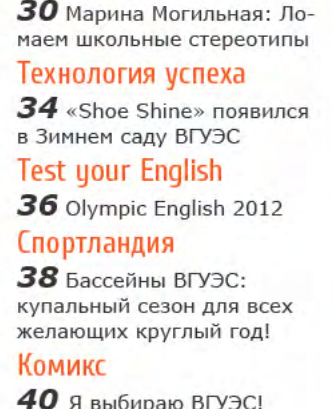 30 Марина Могильная: Ло-
маем школьные стереотипы
Технология успеха
34 «Shoe Shine» появился
в Зимнем саду ВГУЭС
Test your English
36 Olympic English 2012
Спортландия
38 Бассейны ВГУЭС:
купальный сезон для всех
желающих круглый год!
Комикс
40 Я выбираю ВГУЭС!